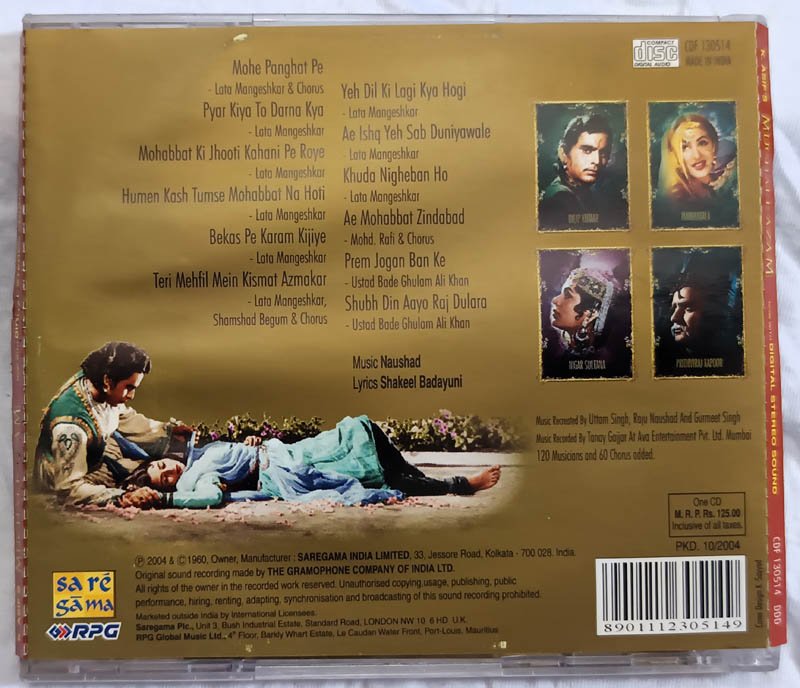 Mohe Panghat Pe
- Lata Mangeshkar & Chorus
Pyar Kiya To Darna Kya
- Lata Mangeshkar
Mohabbat Ki Jhooti Kahani Pe Roye
- Lata Mangeshkar
Humen Kash Tumse Mohabbat Na Hoti
- Lata Mangeshkar
Bekas Pe Karam Kijiye
- Lata Mangeshkar
Teri Mehfil Mein Kismat Azmakar
- Lata Mangeshkar,
Shamshad Begum & Chorus
Yeh Dil Ki Lagi Kya Hogi
- Lata Mangeshkar
Ae Ishq Yeh Sab Duniyawale
- Lata Mangeshkar
Khuda Nigheban Ho
- Lata Mangeshkar
Ae Mohabbat Zindabad
- Mohd. Rafi & Chorus
Prem Jogan Ban Ke
- Ustad Bade Ghulam Ali Khan
Shubh Din Aayo Raj Dulara
- Ustad Bade Ghulam Ali Khan
Music Naushad
Lyrics Shakeel Badayuni
COMPACT
disc
DIGITAL AUDIO
CDF 130514
MADE IN INDIA
DILIP KUMAR
MADHUBALA
NIGAR SULTANA
PRITHVIRAJ KAPOOR
Music Recreated By Uttam Singh, Raju Naushad And Gurmeet Singh
Music Recorded By Tanay Gajjar At Ava Entertainment Pvt. Ltd. Mumbai
120 Musicians and 60 Chorus added.
One CD
M. R. P. Rs. 125.00
Inclusive of all taxes.
PKD. 10/2004
℗ 2004 & © 1960, Owner, Manufacturer : SAREGAMA INDIA LIMITED, 33, Jessore Road, Kolkata - 700 028. India.
Original sound recording made by THE GRAMOPHONE COMPANY OF INDIA LTD.
All rights of the owner in the recorded work reserved. Unauthorised copying,usage, publishing, public
performance, hiring, renting, adapting, synchronisation and broadcasting of this sound recording prohibited.
Marketed outside India by International Licensees.
Saregama Plc., Unit 3, Bush Industrial Estate, Standard Road, LONDON NW 10 6 HD U.K.
RPG Global Music Ltd., 4th Floor, Barkly Whart Estate, Le Caudan Water Front, Port-Louis, Mauritius
sa ré
gama
RPG
8901112305149
K. ASIF'S MUGHAL-E-AZAM
DIGITAL STEREO SOUND
CDF 130514 DDD
Cover Design K. Sayyed